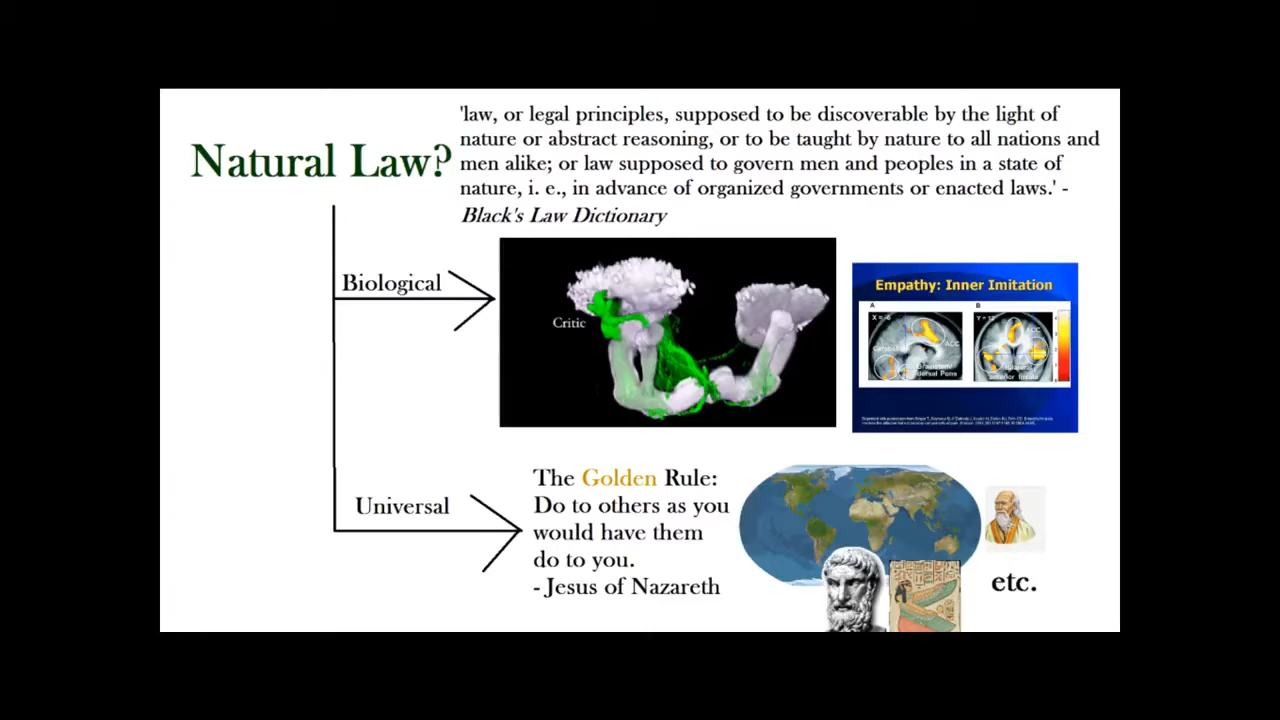 Natural Law?
'law, or legal principles, supposed to be discoverable by the light of
nature or abstract reasoning, or to be taught by nature to all nations and
men alike; or law supposed to govern men and peoples in a state of
nature, i. e., in advance of organized governments or enacted laws.' -
Black's Law Dictionary
Biological
Critic
Empathy: Inner Imitation
A
B
ACC
ACC
Universal
The Golden Rule:
Do to others as you
would have them
do to you.
- Jesus of Nazareth
etc.